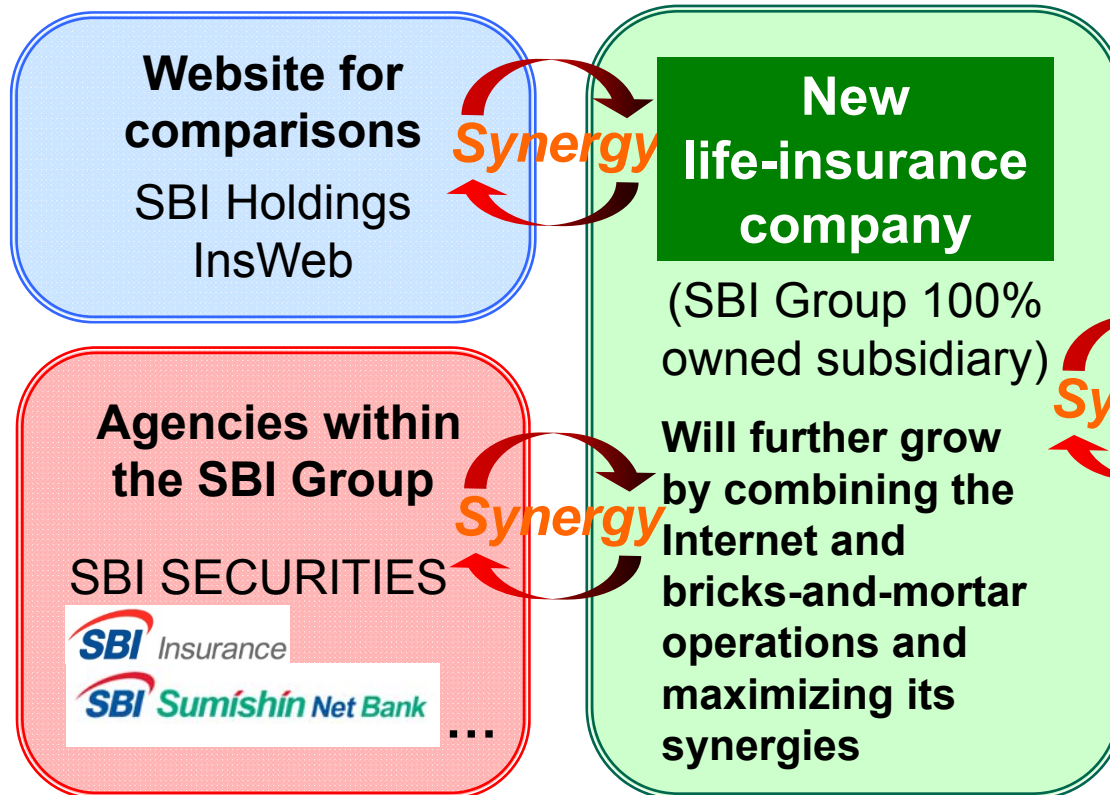 Website for
comparisons
SBI Holdings
InsWeb
Synergy
New
life-insurance
company
(SBI Group 100%
owned subsidiary)
Will further grow
by combining the
Internet and
bricks-and-mortar
operations and
maximizing its
synergies
Sy
Agencies within
the SBI Group
SBI SECURITIES
SBI Insurance
SBI Sumishin Net Bank
...
Synergy